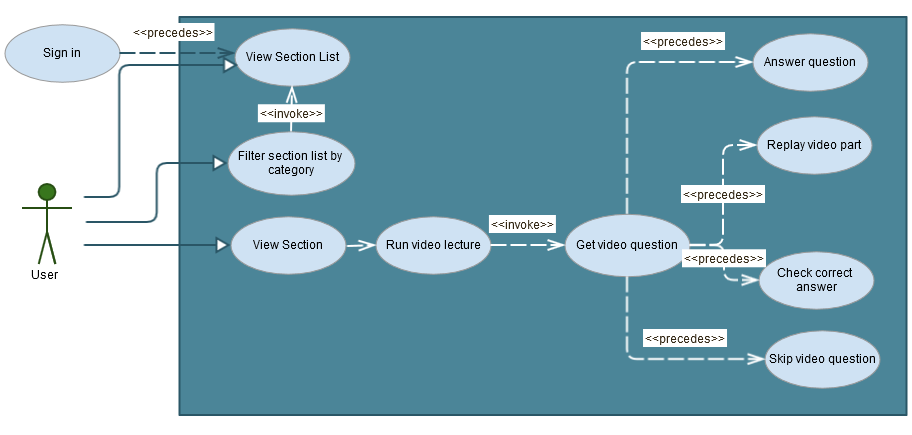 <<precedes>>
Sign in
View Section List
<<precedes>>
Answer question
<<invoke>>
Filter section list by
category
Replay video part
<<precedes>>
User
View Section
Run video lecture
<<invoke>>
Get video question
<<precedes>>
Check correct
answer
<<precedes>>
Skip video question